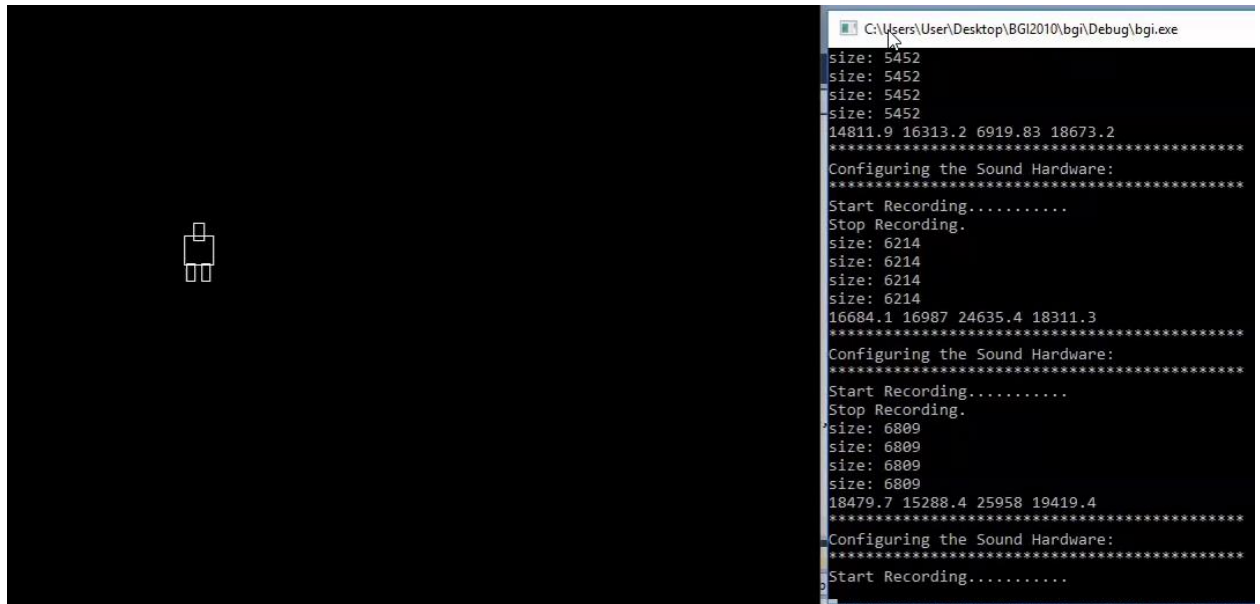 C:\Users\User\Desktop\BGI2010\bgi\Debug\bgi.exe
size: 5452
size: 5452
size: 5452
size: 5452
14811.9 16313.2 6919.83 18673.2
*********************************************
Configuring the Sound Hardware:
*********************************************
Start Recording...........
Stop Recording.
size: 6214
size: 6214
size: 6214
size: 6214
16684.1 16987 24635.4 18311.3
*********************************************
Configuring the Sound Hardware:
*********************************************
Start Recording...........
Stop Recording.
size: 6809
size: 6809
size: 6809
size: 6809
18479.7 15288.4 25958 19419.4
*********************************************
Configuring the Sound Hardware:
*********************************************
Start Recording...........